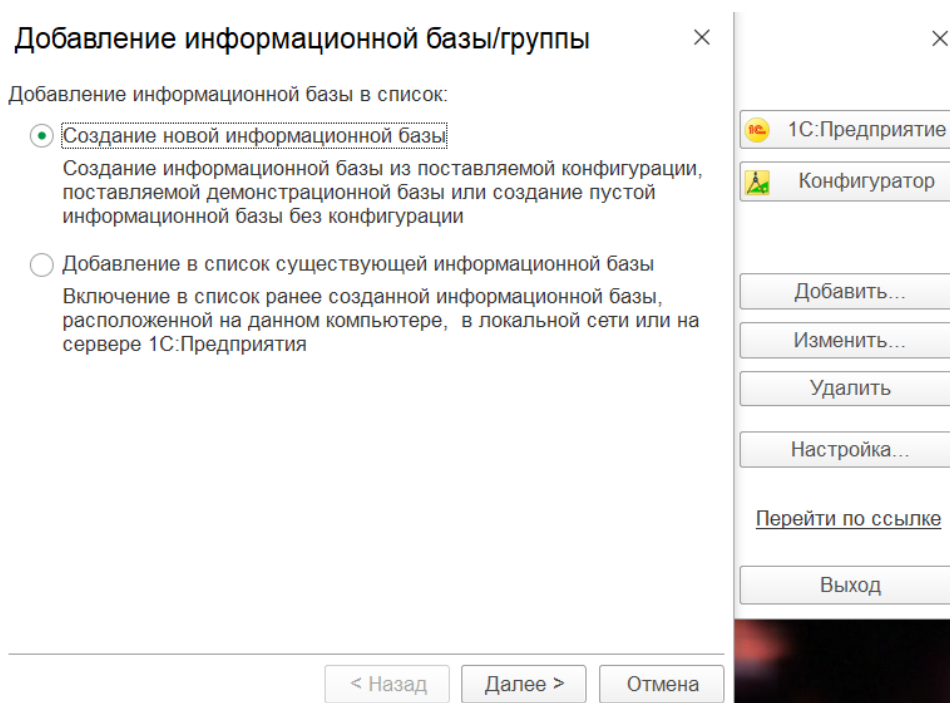 Добавление информационной базы/группы
Добавление информационной базы в список:
Создание новой информационной базы
Создание информационной базы из поставляемой конфигурации,
поставляемой демонстрационной базы или создание пустой
информационной базы без конфигурации
Добавление в список существующей информационной базы
Включение в список ранее созданной информационной базы,
расположенной на данном компьютере, в локальной сети или на
сервере 1С:Предприятия
< Назад
Далее >
Отмена
1С:Предприятие
Конфигуратор
Добавить...
Изменить...
Удалить
Настройка...
Перейти по ссылке
Выход